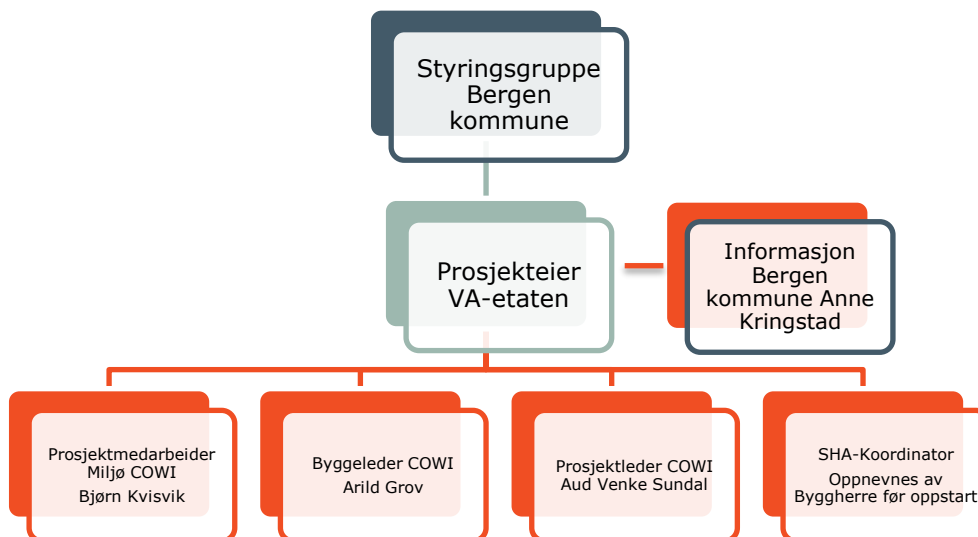 Styringsgruppe
Bergen
kommune
Prosjekteier
VA-etaten
Informasjon
Bergen
kommune Anne
Kringstad
Prosjektmedarbeider
Miljø COWI
Bjørn Kvisvik
Byggeleder COWI
Arild Grov
Prosjektleder COWI
Aud Venke Sundal
SHA-Koordinator
Oppnevnes av
Byggherre før oppstart